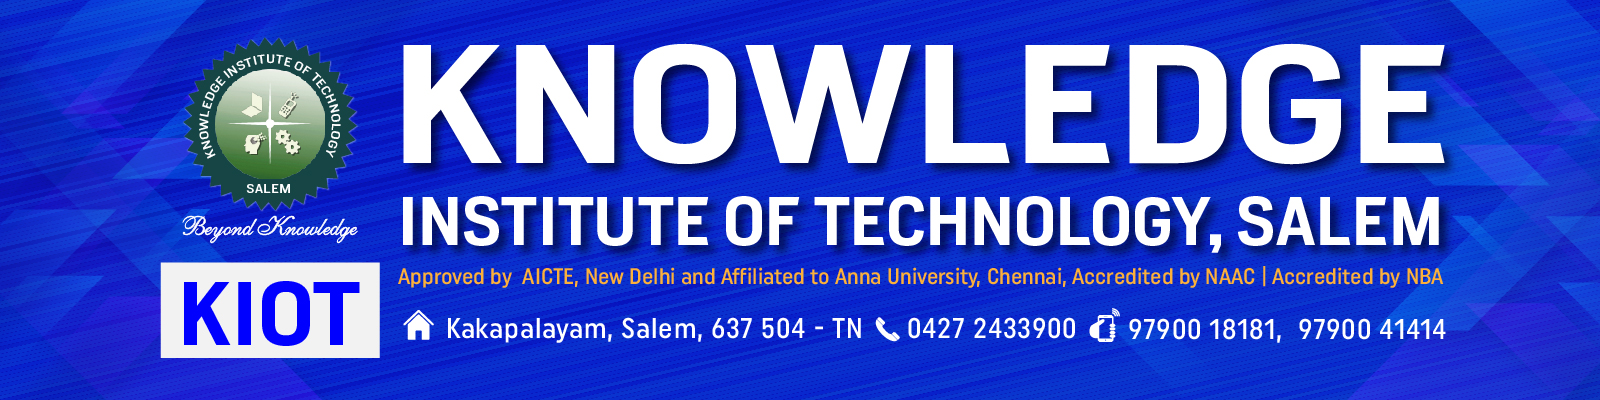 KNOWLEDGE INSTITUTE OF TECHNOLOGY
SALEM
Beyond Knowledge
KIOT
KNOWLEDGE
INSTITUTE OF TECHNOLOGY, SALEM
Approved by AICTE, New Delhi and Affiliated to Anna University, Chennai, Accredited by NAAC | Accredited by NBA
Kakapalayam, Salem, 637 504 - TN 0427 2433900 97900 18181, 97900 41414